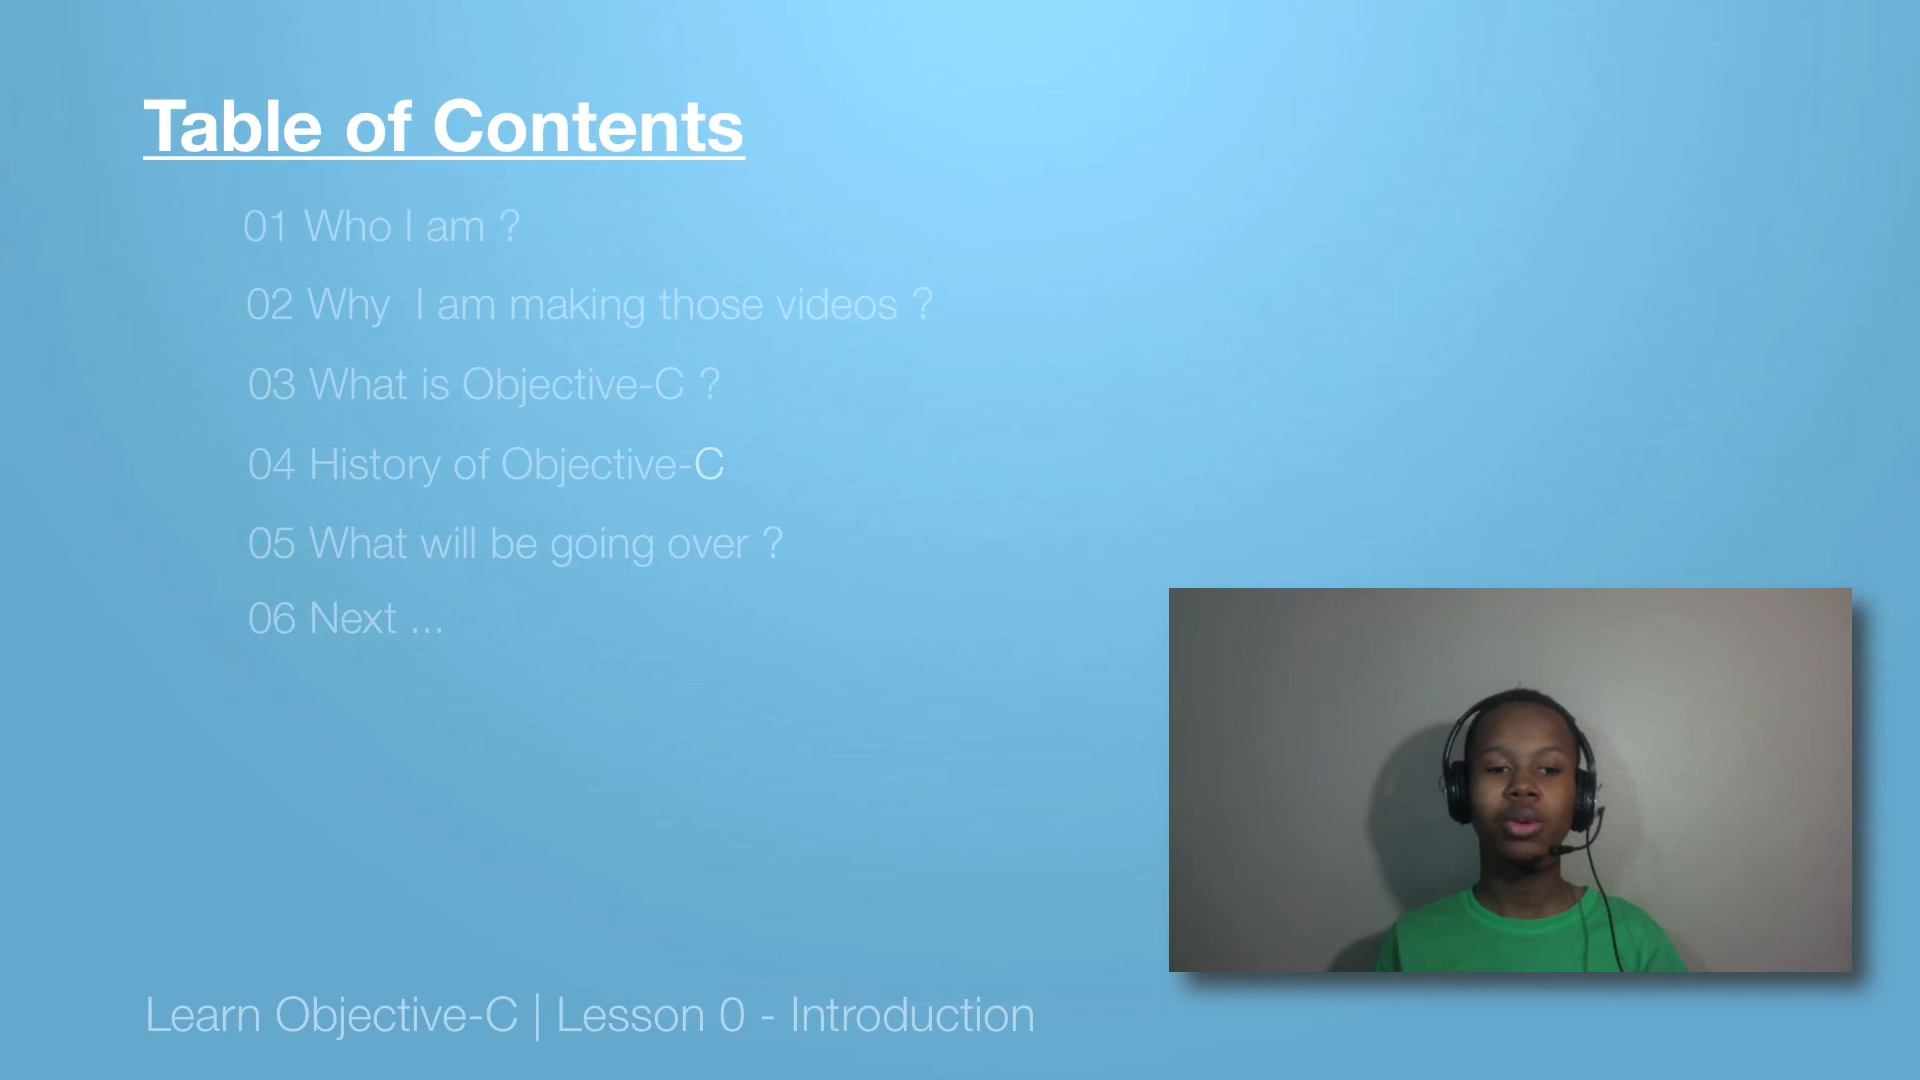 Table of Contents
01 Who I am ?
02 Why  I am making those videos ?
03 What is Objective-C ?
04 History of Objective-C
05 What will be going over ?
06 Next ...
Learn Objective-C | Lesson 0 - Introduction